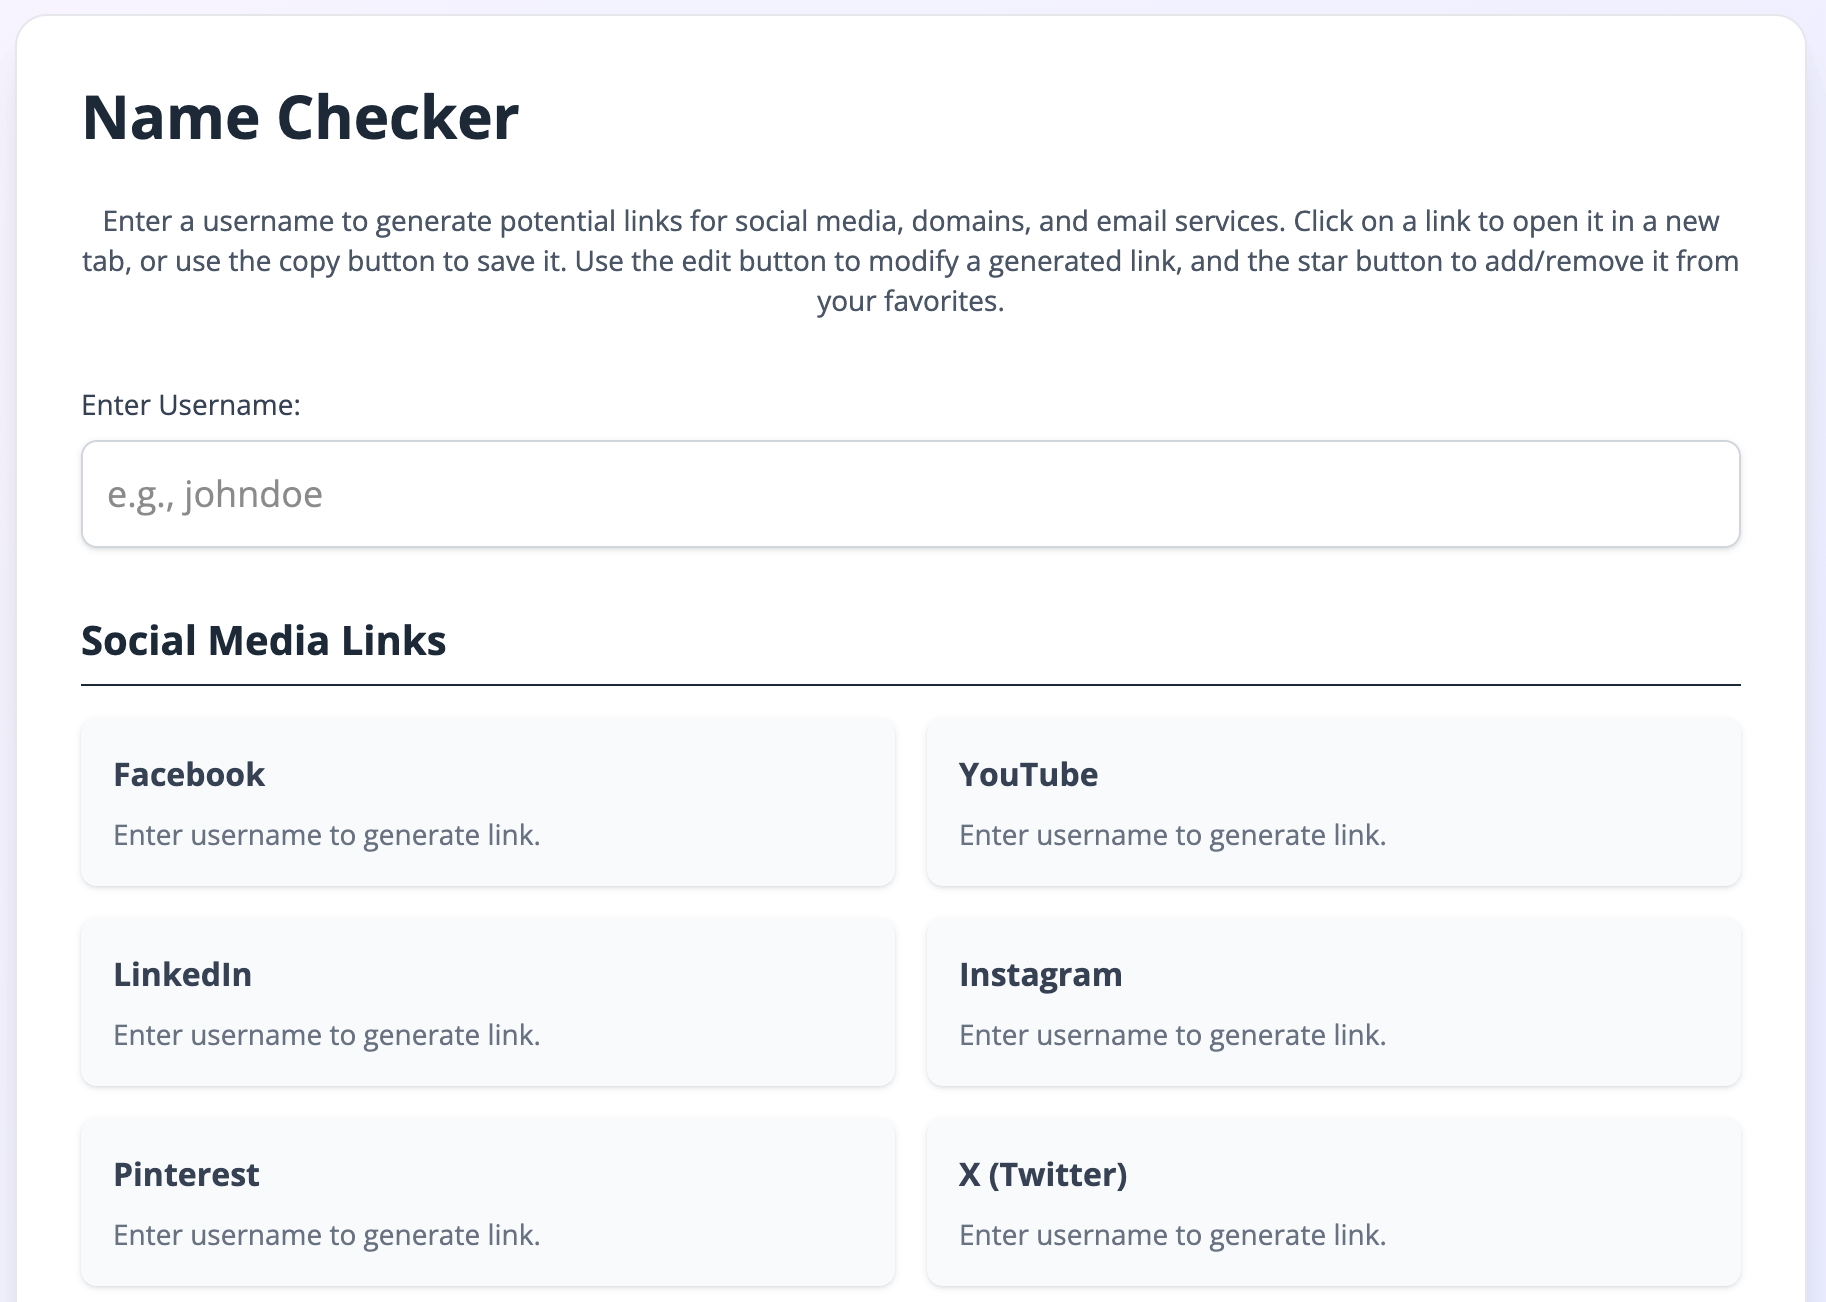 Name Checker
Enter a username to generate potential links for social media, domains, and email services. Click on a link to open it in a new
tab, or use the copy button to save it. Use the edit button to modify a generated link, and the star button to add/remove it from
your favorites.
Enter Username:
e.g., johndoe
Social Media Links
Facebook
Enter username to generate link.
YouTube
Enter username to generate link.
LinkedIn
Enter username to generate link.
Instagram
Enter username to generate link.
Pinterest
Enter username to generate link.
X (Twitter)
Enter username to generate link.